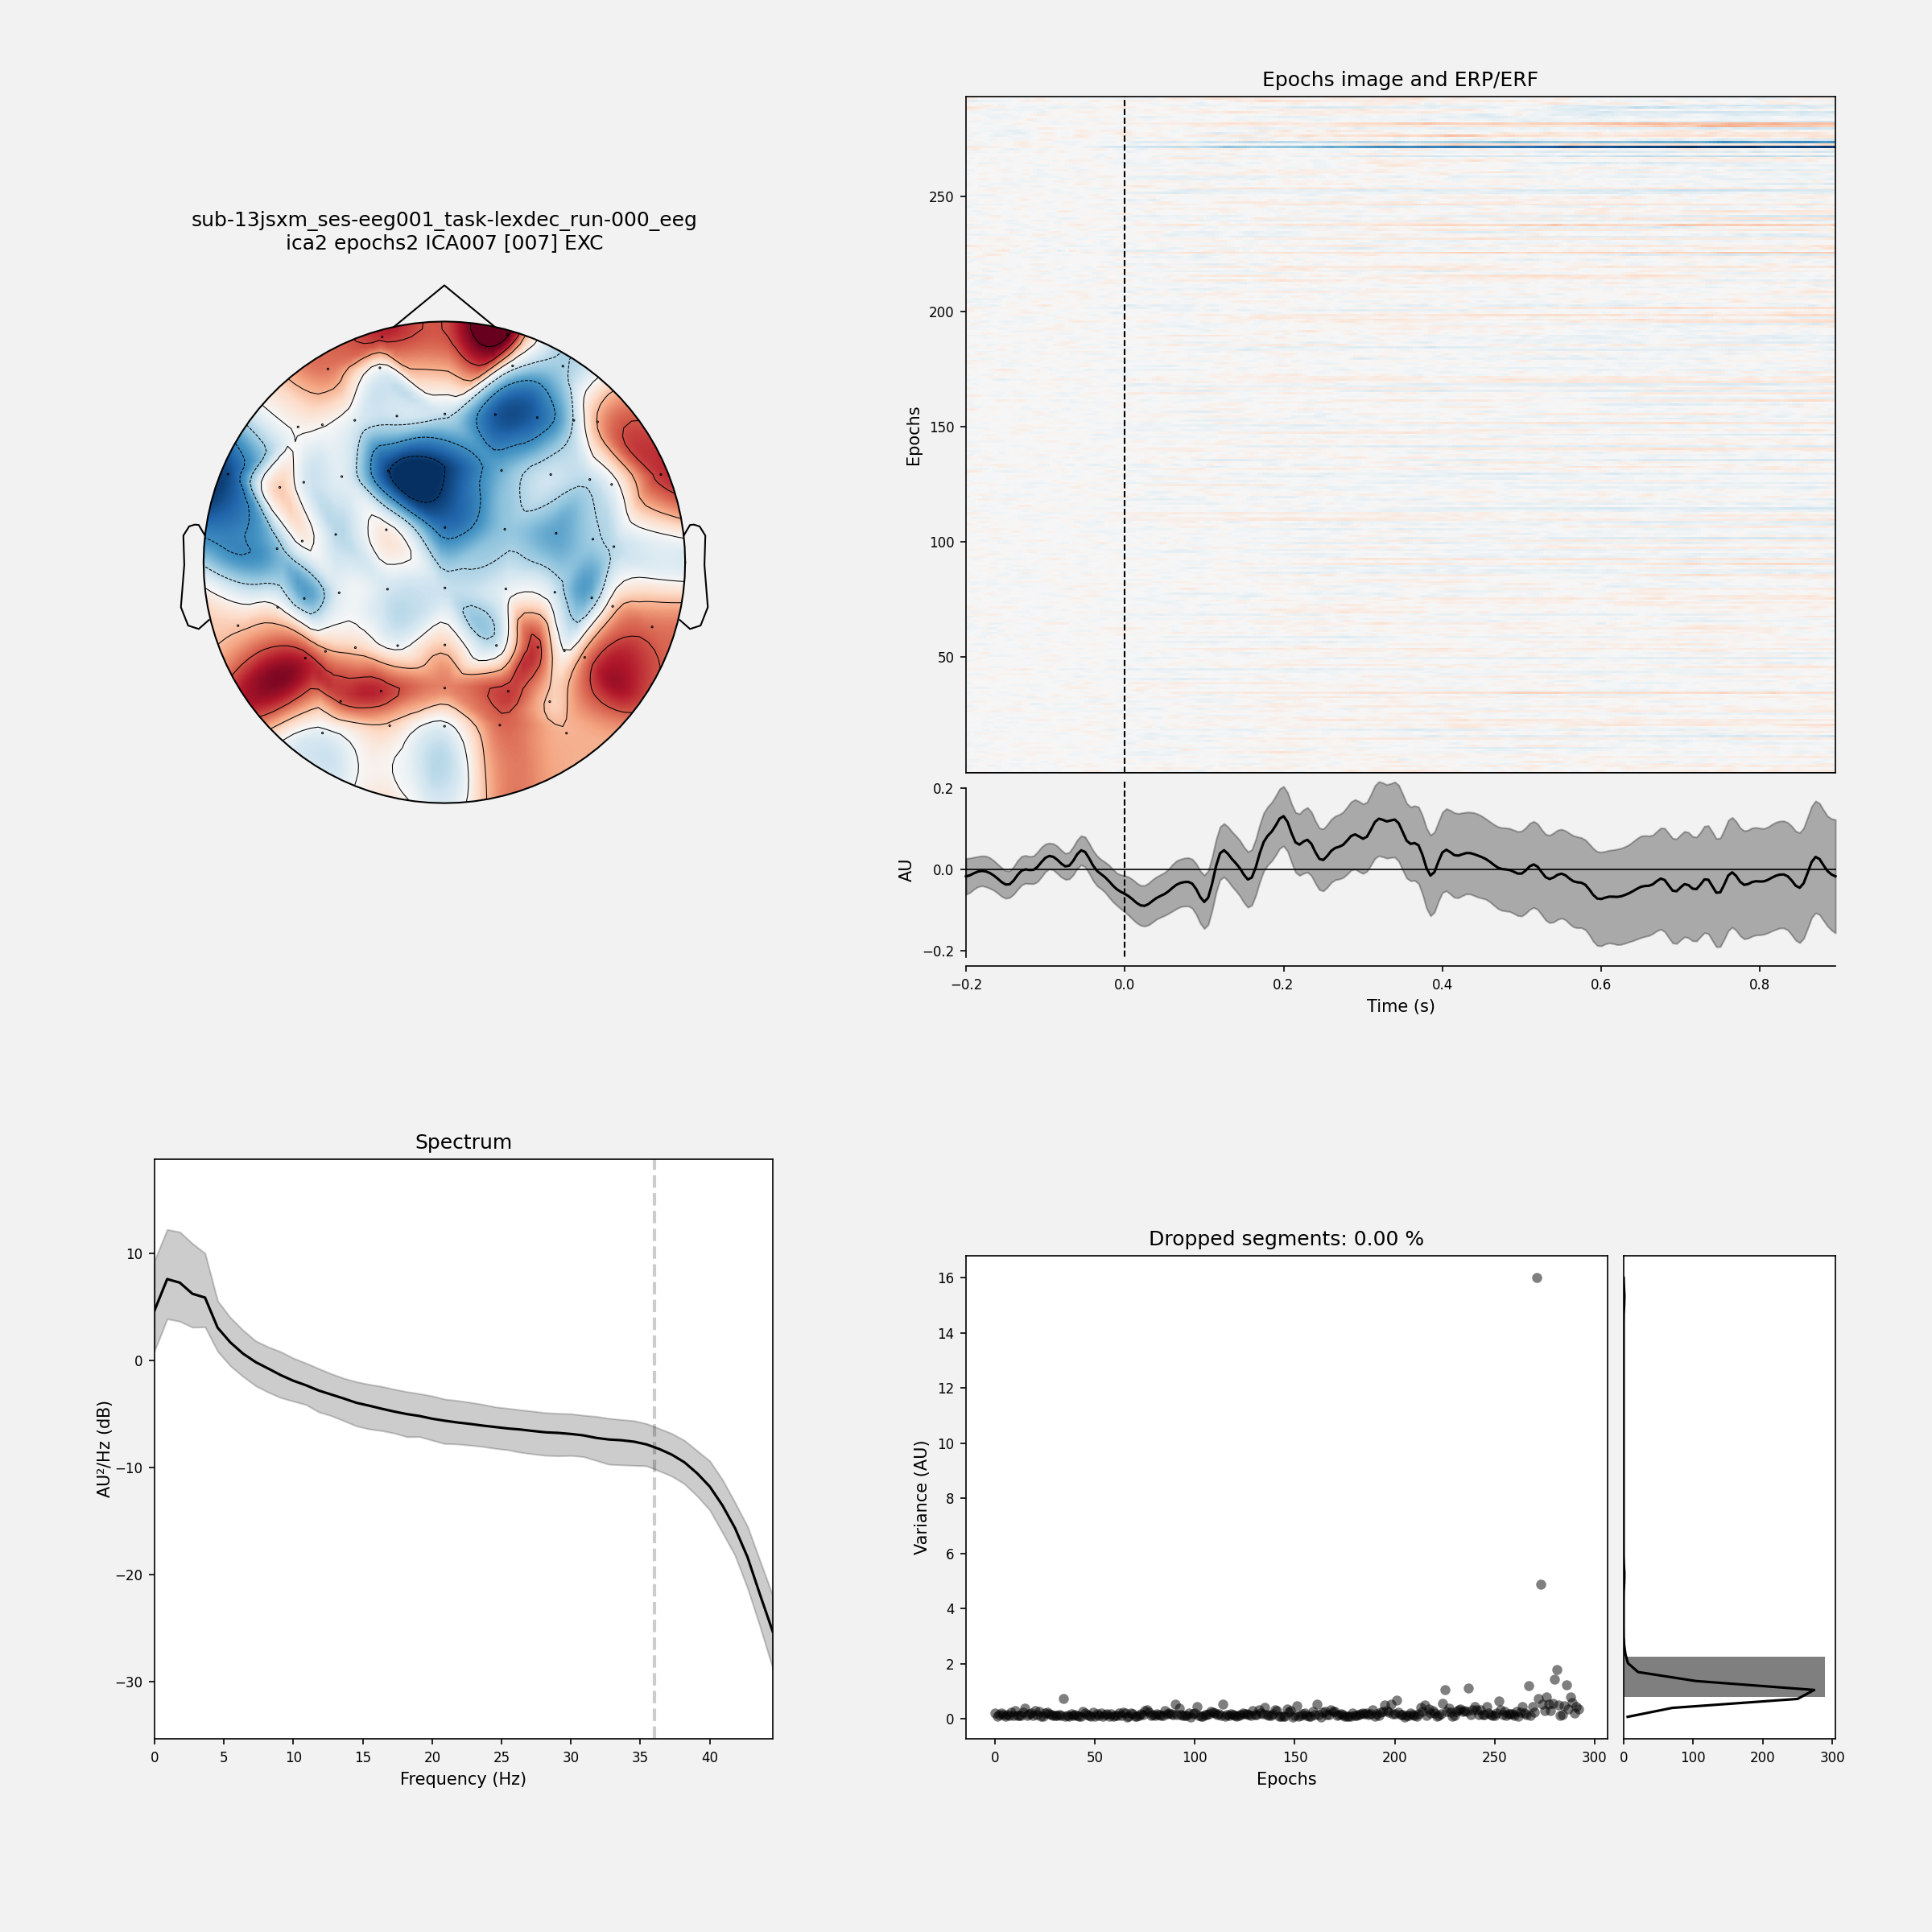 sub-13jsxm_ses-eeg001_task-lexdec_run-000_eeg
ica2 epochs2 ICA007 [007] EXC
Epochs image and ERP/ERF
Epochs
250
200
150
100
50
AU
0.2
0.0
−0.2
−0.2 0.0 0.2 0.4 0.6 0.8
Time (s)
Spectrum
AU²/Hz (dB)
10
0
−10
−20
−30
0 5 10 15 20 25 30 35 40
Frequency (Hz)
Dropped segments: 0.00 %
Variance (AU)
16
14
12
10
8
6
4
2
0
0 50 100 150 200 250 300
Epochs
0 100 200 300